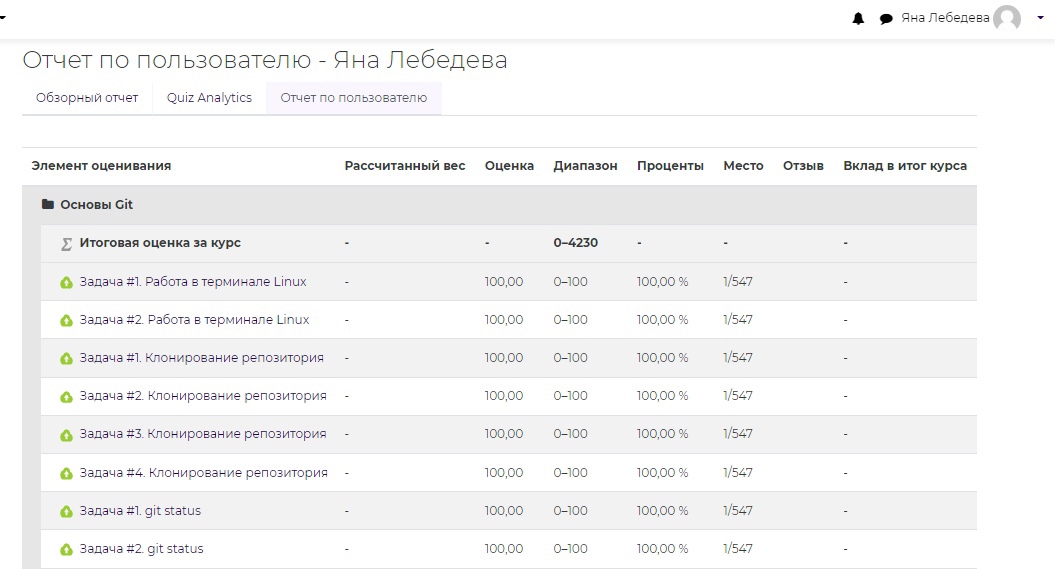 Яна Лебедева
Отчет по пользователю - Яна Лебедева
Обзорный отчет Quiz Analytics Отчет по пользователю
Элемент оценивания Рассчитанный вес Оценка Диапазон Проценты Место Отзыв Вклад в итог курса
Основы Git
Итоговая оценка за курс - - 0–4230 - - -
Задача #1. Работа в терминале Linux - 100,00 0–100 100,00 % 1/547 -
Задача #2. Работа в терминале Linux - 100,00 0–100 100,00 % 1/547 -
Задача #1. Клонирование репозитория - 100,00 0–100 100,00 % 1/547 -
Задача #2. Клонирование репозитория - 100,00 0–100 100,00 % 1/547 -
Задача #3. Клонирование репозитория - 100,00 0–100 100,00 % 1/547 -
Задача #4. Клонирование репозитория - 100,00 0–100 100,00 % 1/547 -
Задача #1. git status - 100,00 0–100 100,00 % 1/547 -
Задача #2. git status - 100,00 0–100 100,00 % 1/547 -